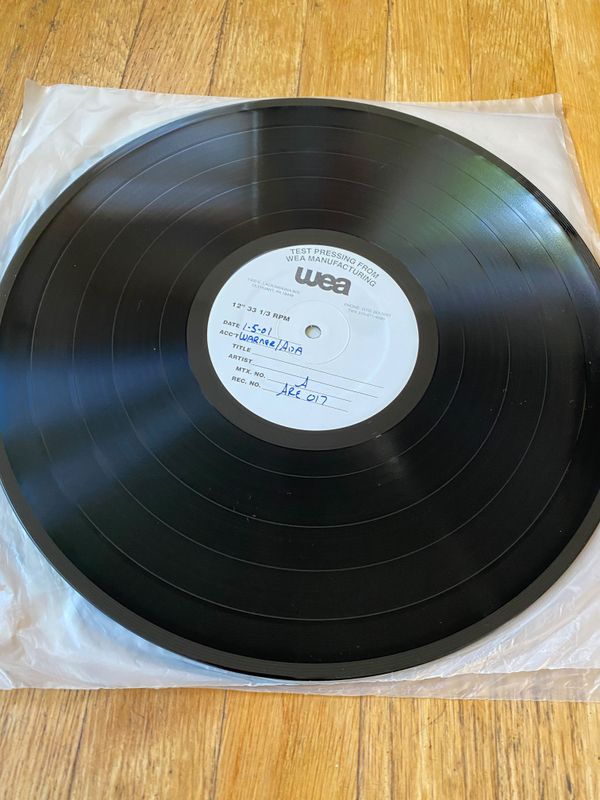 TEST PRESSING FROM
WEA MANUFACTURING
wea
12" 33 1/3 RPM
DATE 1-5-01
ACC'T WARNER/ADA
TITLE
ARTIST
MTX. NO. A
REC. NO. ARE 017